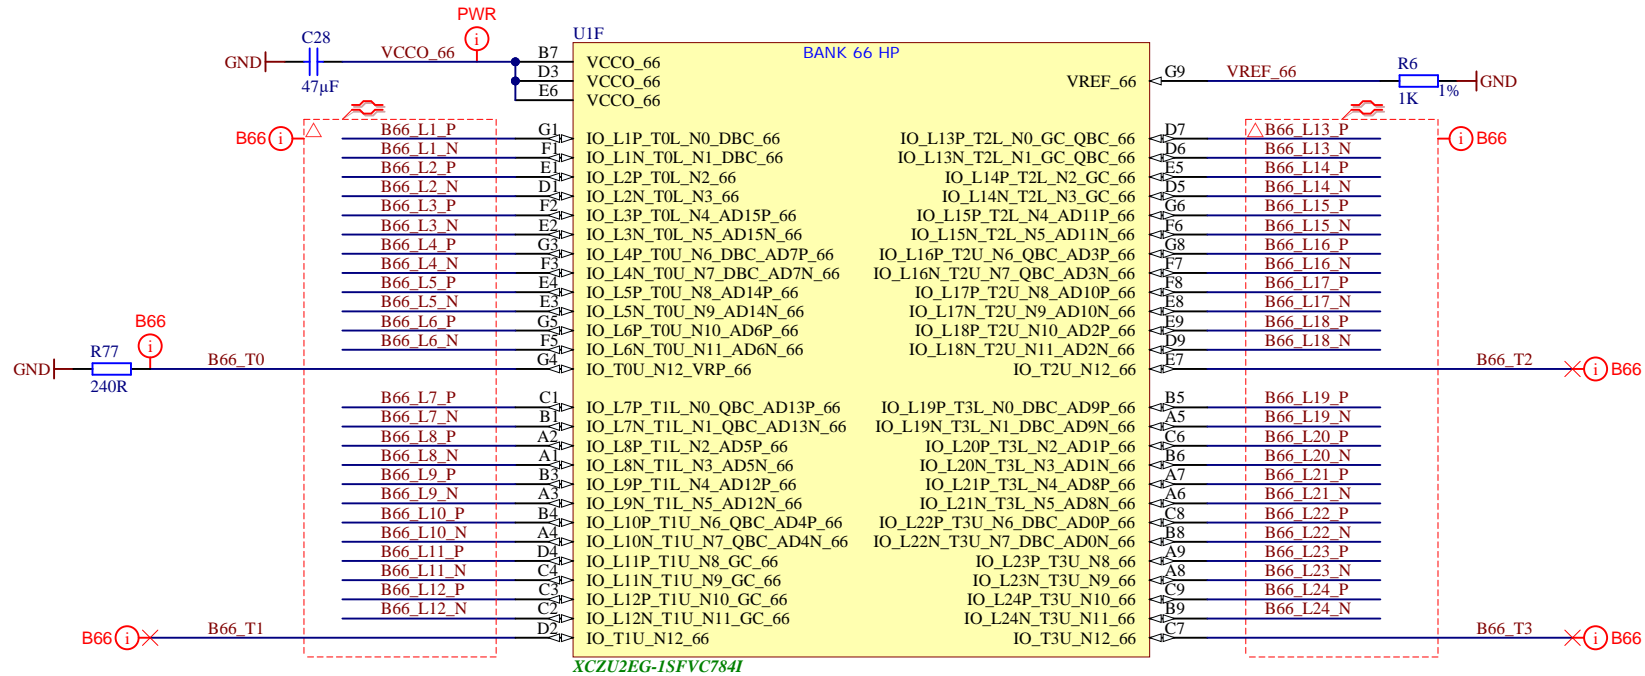 PWR
C28
GND
VCCO_66
47µF
U1F
BANK 66 HP
B7 VCCO_66
D3 VCCO_66
E6 VCCO_66
VREF_66 G9 VREF_66
R6
GND
1K
1%
B66
B66
B66_L1_P G1 IO_L1P_T0L_N0_DBC_66 IO_L13P_T2L_N0_GC_QBC_66 D7 B66_L13_P
B66_L1_N F1 IO_L1N_T0L_N1_DBC_66 IO_L13N_T2L_N1_GC_QBC_66 D6 B66_L13_N
B66_L2_P E1 IO_L2P_T0L_N2_66 IO_L14P_T2L_N2_GC_66 E5 B66_L14_P
B66_L2_N D1 IO_L2N_T0L_N3_66 IO_L14N_T2L_N3_GC_66 D5 B66_L14_N
B66_L3_P F2 IO_L3P_T0L_N4_AD15P_66 IO_L15P_T2L_N4_AD11P_66 G6 B66_L15_P
B66_L3_N E2 IO_L3N_T0L_N5_AD15N_66 IO_L15N_T2L_N5_AD11N_66 F6 B66_L15_N
B66_L4_P G3 IO_L4P_T0U_N6_DBC_AD7P_66 IO_L16P_T2U_N6_QBC_AD3P_66 G8 B66_L16_P
B66_L4_N F3 IO_L4N_T0U_N7_DBC_AD7N_66 IO_L16N_T2U_N7_QBC_AD3N_66 F7 B66_L16_N
B66_L5_P E4 IO_L5P_T0U_N8_AD14P_66 IO_L17P_T2U_N8_AD10P_66 F8 B66_L17_P
B66_L5_N E3 IO_L5N_T0U_N9_AD14N_66 IO_L17N_T2U_N9_AD10N_66 E8 B66_L17_N
B66_L6_P G5 IO_L6P_T0U_N10_AD6P_66 IO_L18P_T2U_N10_AD2P_66 E9 B66_L18_P
B66_L6_N F5 IO_L6N_T0U_N11_AD6N_66 IO_L18N_T2U_N11_AD2N_66 D9 B66_L18_N
B66
R77
GND
240R
B66_T0 G4 IO_T0U_N12_VRP_66 IO_T2U_N12_66 E7 B66_T2 B66
B66_L7_P C1 IO_L7P_T1L_N0_QBC_AD13P_66 IO_L19P_T3L_N0_DBC_AD9P_66 B5 B66_L19_P
B66_L7_N B1 IO_L7N_T1L_N1_QBC_AD13N_66 IO_L19N_T3L_N1_DBC_AD9N_66 A5 B66_L19_N
B66_L8_P A2 IO_L8P_T1L_N2_AD5P_66 IO_L20P_T3L_N2_AD1P_66 C6 B66_L20_P
B66_L8_N A1 IO_L8N_T1L_N3_AD5N_66 IO_L20N_T3L_N3_AD1N_66 B6 B66_L20_N
B66_L9_P B3 IO_L9P_T1L_N4_AD12P_66 IO_L21P_T3L_N4_AD8P_66 A7 B66_L21_P
B66_L9_N A3 IO_L9N_T1L_N5_AD12N_66 IO_L21N_T3L_N5_AD8N_66 A6 B66_L21_N
B66_L10_P B4 IO_L10P_T1U_N6_QBC_AD4P_66 IO_L22P_T3U_N6_DBC_AD0P_66 C8 B66_L22_P
B66_L10_N A4 IO_L10N_T1U_N7_QBC_AD4N_66 IO_L22N_T3U_N7_DBC_AD0N_66 B8 B66_L22_N
B66_L11_P D4 IO_L11P_T1U_N8_GC_66 IO_L23P_T3U_N8_66 A9 B66_L23_P
B66_L11_N C4 IO_L11N_T1U_N9_GC_66 IO_L23N_T3U_N9_66 A8 B66_L23_N
B66_L12_P C3 IO_L12P_T1U_N10_GC_66 IO_L24P_T3U_N10_66 C9 B66_L24_P
B66_L12_N C2 IO_L12N_T1U_N11_GC_66 IO_L24N_T3U_N11_66 B9 B66_L24_N
B66 B66_T1 D2 IO_T1U_N12_66 IO_T3U_N12_66 C7 B66_T3 B66
XCZU2EG-1SFVC784I